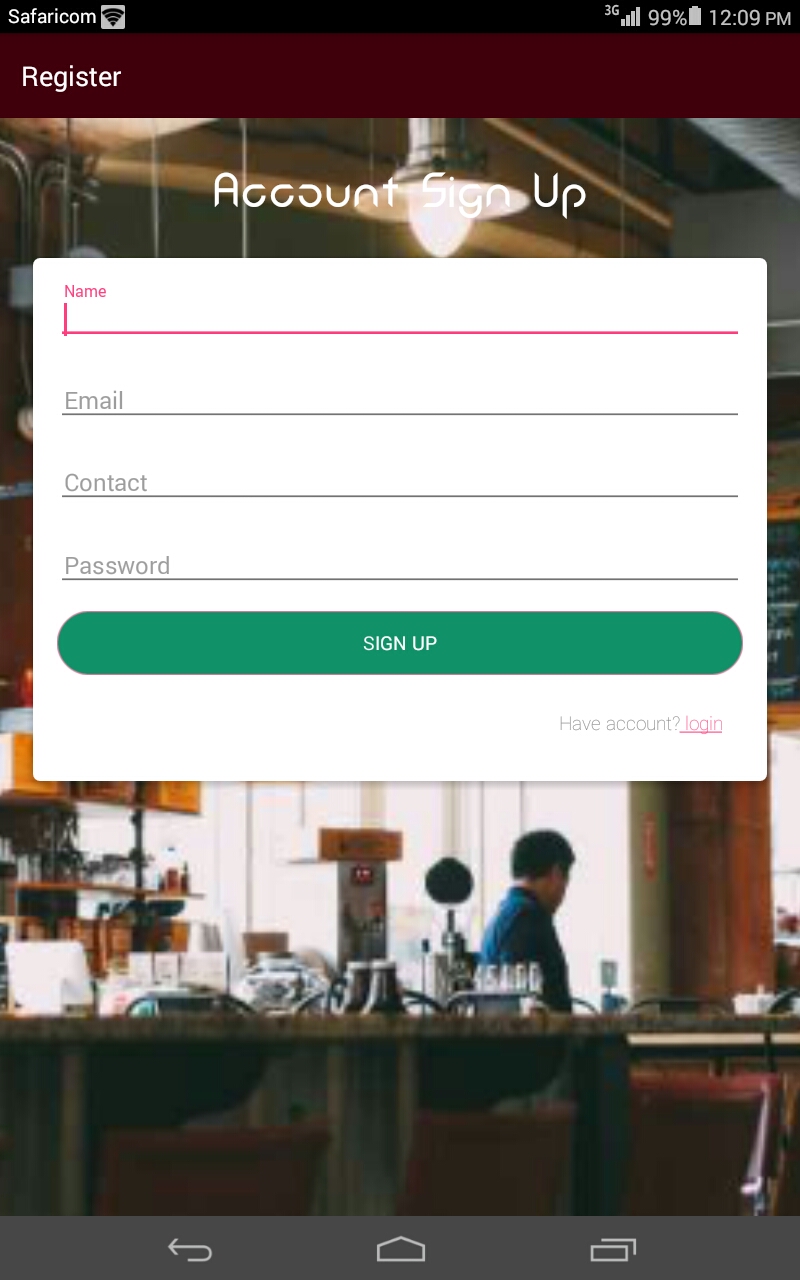 Safaricom 3G 99% 12:09 PM
Register
Account Sign Up
Name
Email
Contact
Password
SIGN UP
Have account? login